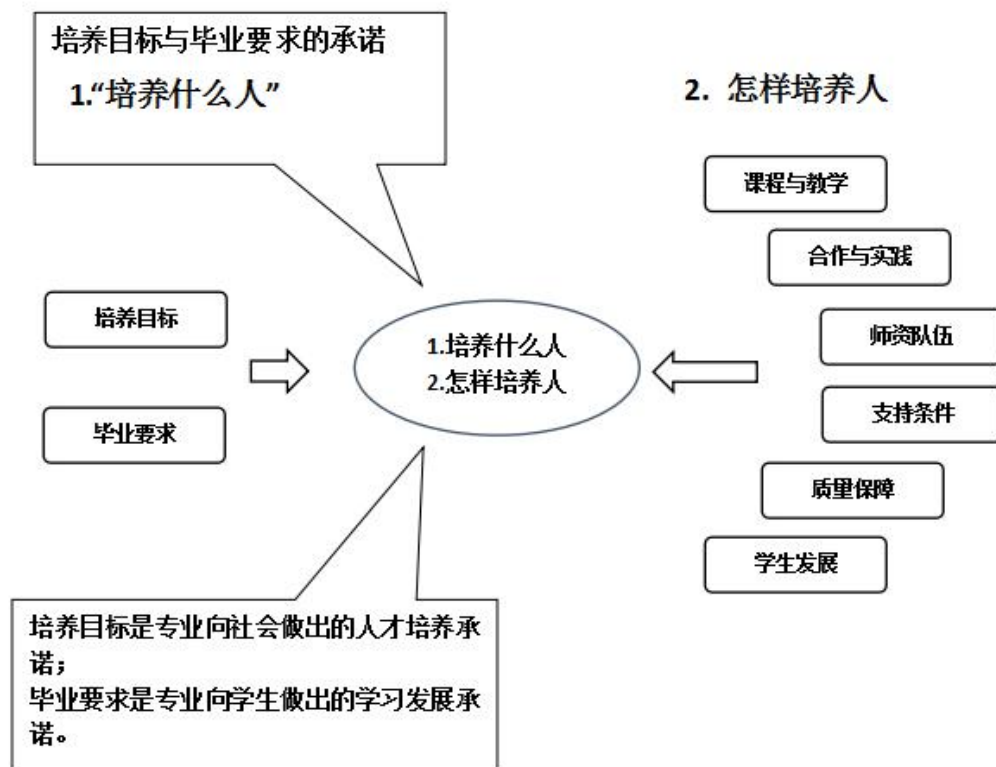 培养目标与毕业要求的承诺
1.“培养什么人”
2. 怎样培养人
课程与教学
合作与实践
师资队伍
支持条件
质量保障
学生发展
培养目标
毕业要求
1.培养什么人
2.怎样培养人
培养目标是专业向社会做出的人才培养承
诺；
毕业要求是专业向学生做出的学习发展承
诺。